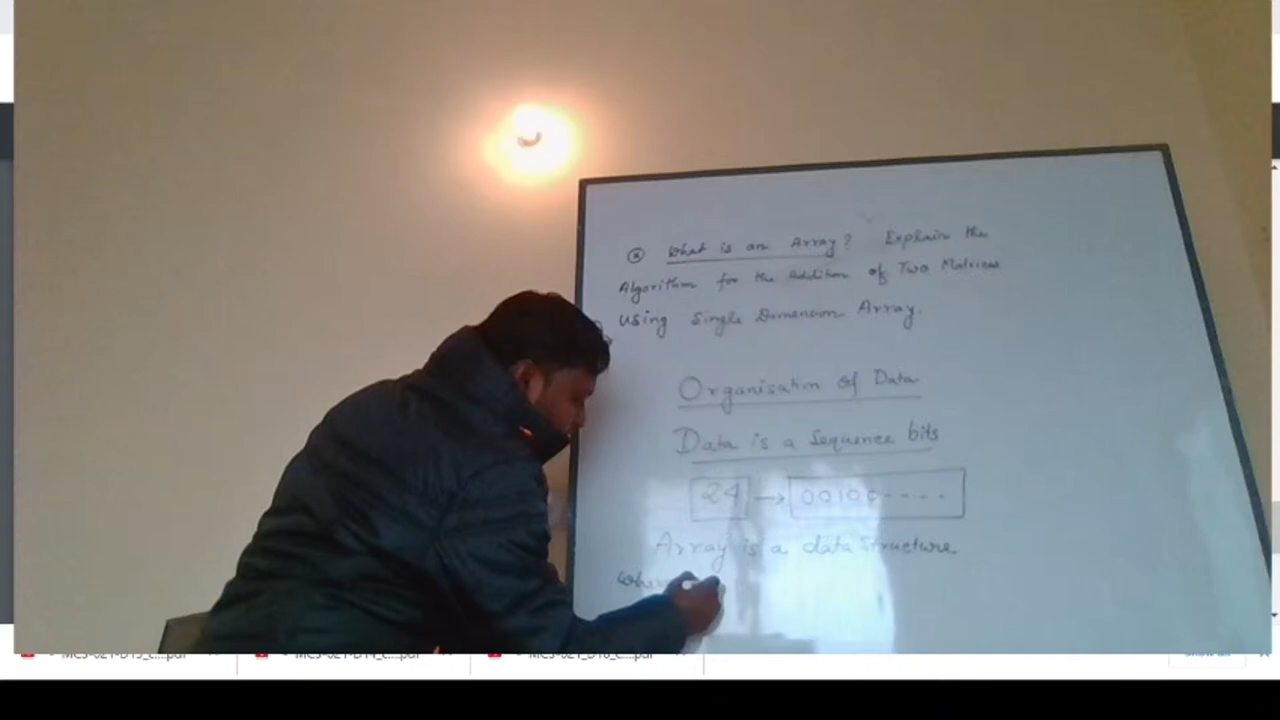 What is an Array? Explain the
Algorithm for the Addition of Two Matrices
Using Single Dimension Array.
Organisation of Data
Data is a Sequence bits
24 → 00100-----
Array is a data Structure